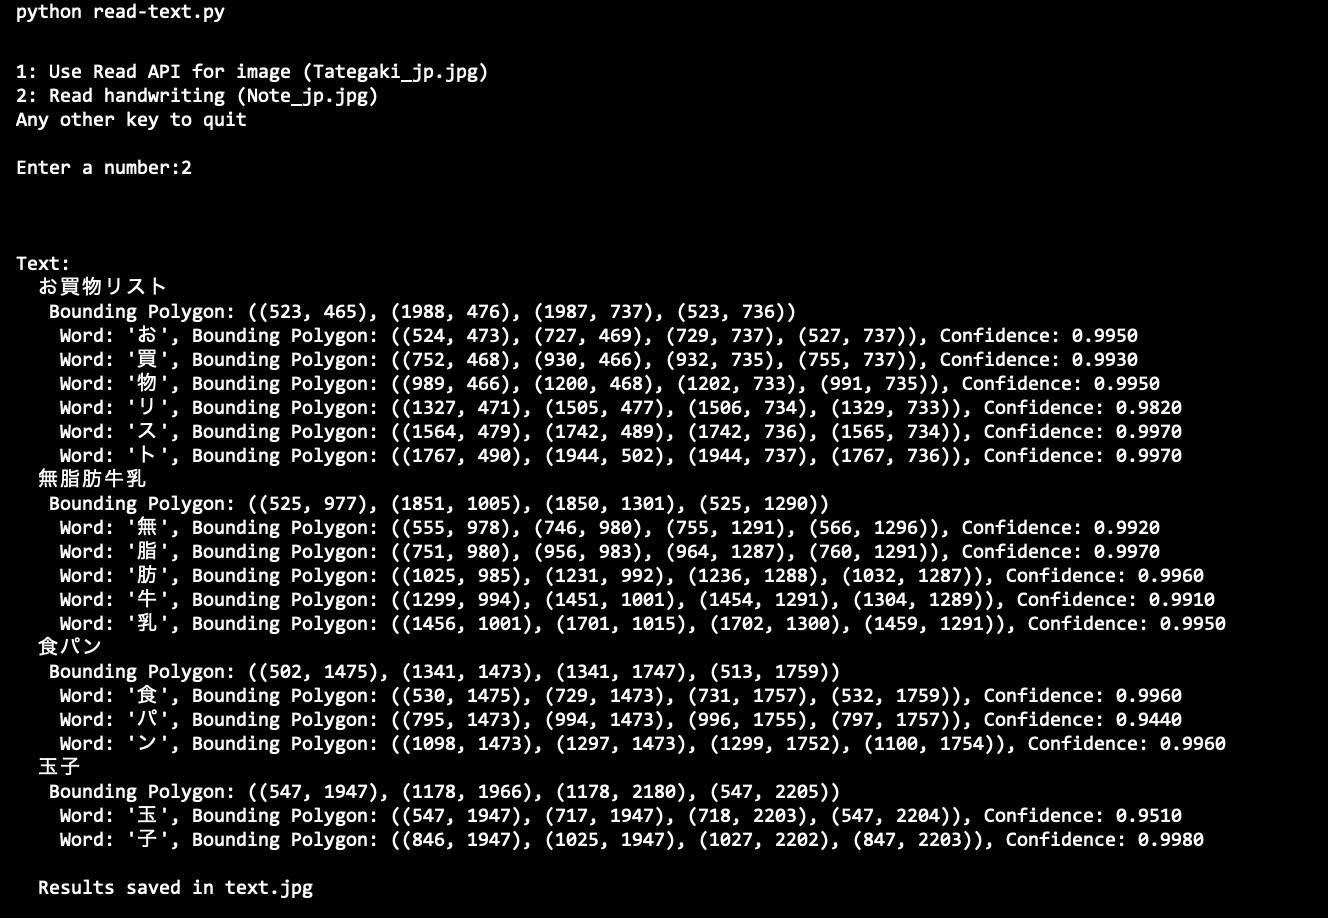 python read-text.py
1: Use Read API for image (Tategaki_jp.jpg)
2: Read handwriting (Note_jp.jpg)
Any other key to quit
Enter a number:2
Text:
お買物リスト
Bounding Polygon: ((523, 465), (1988, 476), (1987, 737), (523, 736))
Word: 'お', Bounding Polygon: ((524, 473), (727, 469), (729, 737), (527, 737)), Confidence: 0.9950
Word: '買', Bounding Polygon: ((752, 468), (930, 466), (932, 735), (755, 737)), Confidence: 0.9930
Word: '物', Bounding Polygon: ((989, 466), (1200, 468), (1202, 733), (991, 735)), Confidence: 0.9950
Word: 'リ', Bounding Polygon: ((1327, 471), (1505, 477), (1506, 734), (1329, 733)), Confidence: 0.9820
Word: 'ス', Bounding Polygon: ((1564, 479), (1742, 489), (1742, 736), (1565, 734)), Confidence: 0.9970
Word: 'ト', Bounding Polygon: ((1767, 490), (1944, 502), (1944, 737), (1767, 736)), Confidence: 0.9970
無脂肪牛乳
Bounding Polygon: ((525, 977), (1851, 1005), (1850, 1301), (525, 1290))
Word: '無', Bounding Polygon: ((555, 978), (746, 980), (755, 1291), (566, 1296)), Confidence: 0.9920
Word: '脂', Bounding Polygon: ((751, 980), (956, 983), (964, 1287), (760, 1291)), Confidence: 0.9970
Word: '肪', Bounding Polygon: ((1025, 985), (1231, 992), (1236, 1288), (1032, 1287)), Confidence: 0.9960
Word: '牛', Bounding Polygon: ((1299, 994), (1451, 1001), (1454, 1291), (1304, 1289)), Confidence: 0.9910
Word: '乳', Bounding Polygon: ((1456, 1001), (1701, 1015), (1702, 1300), (1459, 1291)), Confidence: 0.9950
食パン
Bounding Polygon: ((502, 1475), (1341, 1473), (1341, 1747), (513, 1759))
Word: '食', Bounding Polygon: ((530, 1475), (729, 1473), (731, 1757), (532, 1759)), Confidence: 0.9960
Word: 'パ', Bounding Polygon: ((795, 1473), (994, 1473), (996, 1755), (797, 1757)), Confidence: 0.9440
Word: 'ン', Bounding Polygon: ((1098, 1473), (1297, 1473), (1299, 1752), (1100, 1754)), Confidence: 0.9960
玉子
Bounding Polygon: ((547, 1947), (1178, 1966), (1178, 2180), (547, 2205))
Word: '玉', Bounding Polygon: ((547, 1947), (717, 1947), (718, 2203), (547, 2204)), Confidence: 0.9510
Word: '子', Bounding Polygon: ((846, 1947), (1025, 1947), (1027, 2202), (847, 2203)), Confidence: 0.9980
Results saved in text.jpg